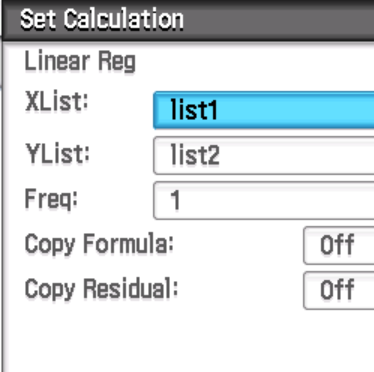 Set Calculation
Linear Reg
XList: list1
YList: list2
Freq: 1
Copy Formula: Off
Copy Residual: Off